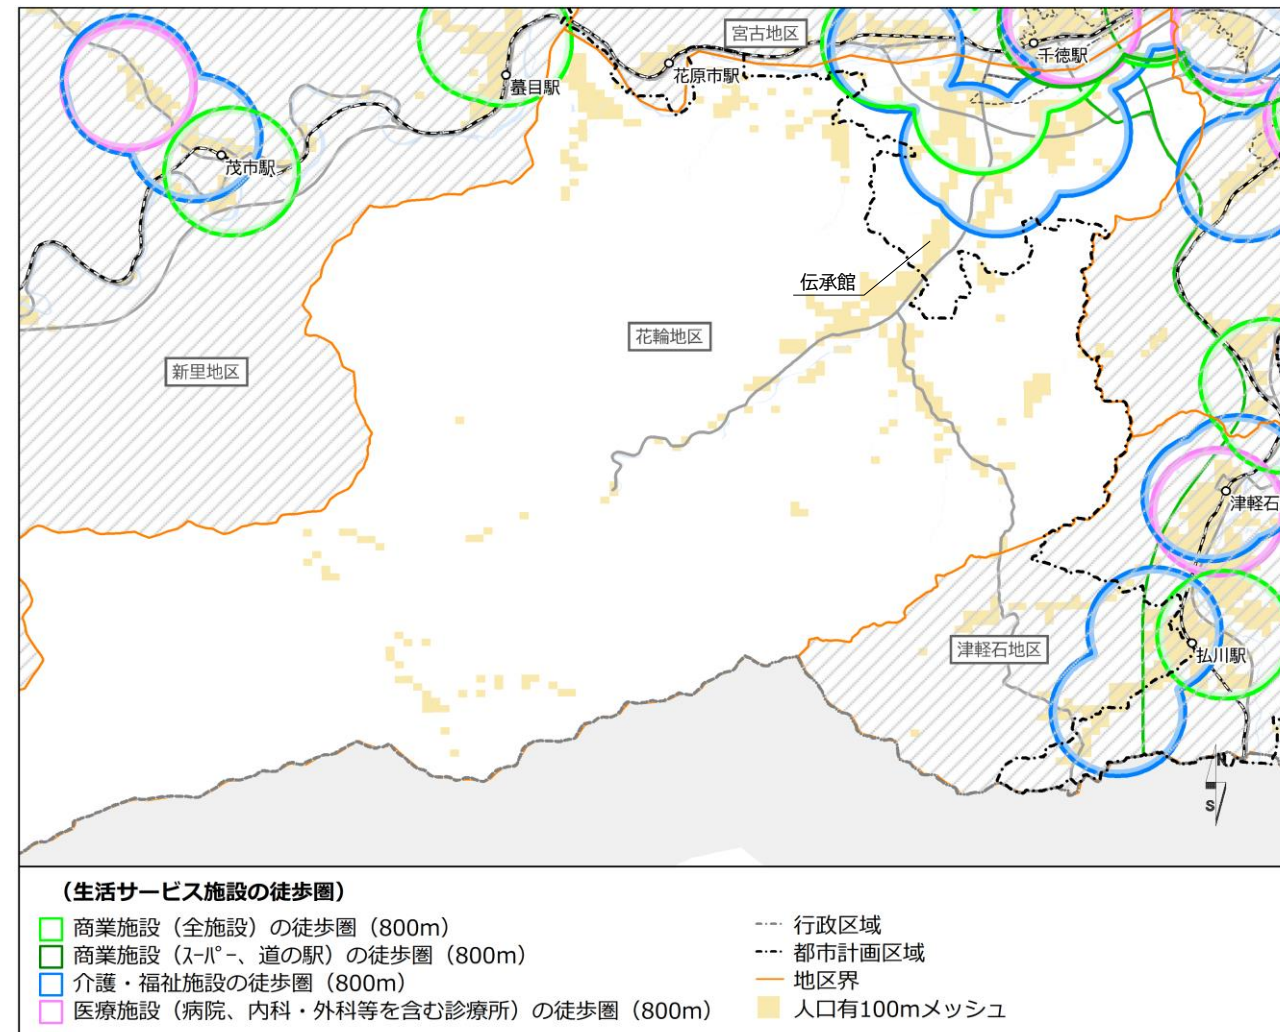 宮古地区
千徳駅
花原市駅
蟇目駅
茂市駅
伝承館
花輪地区
新里地区
津軽石
津軽石地区
払川駅
N
S
（生活サービス施設の徒歩圏）
商業施設（全施設）の徒歩圏（800m）
商業施設（ｽｰﾊﾟｰ、道の駅）の徒歩圏（800m）
介護・福祉施設の徒歩圏（800m）
医療施設（病院、内科・外科等を含む診療所）の徒歩圏（800m）
行政区域
都市計画区域
地区界
人口有100mメッシュ